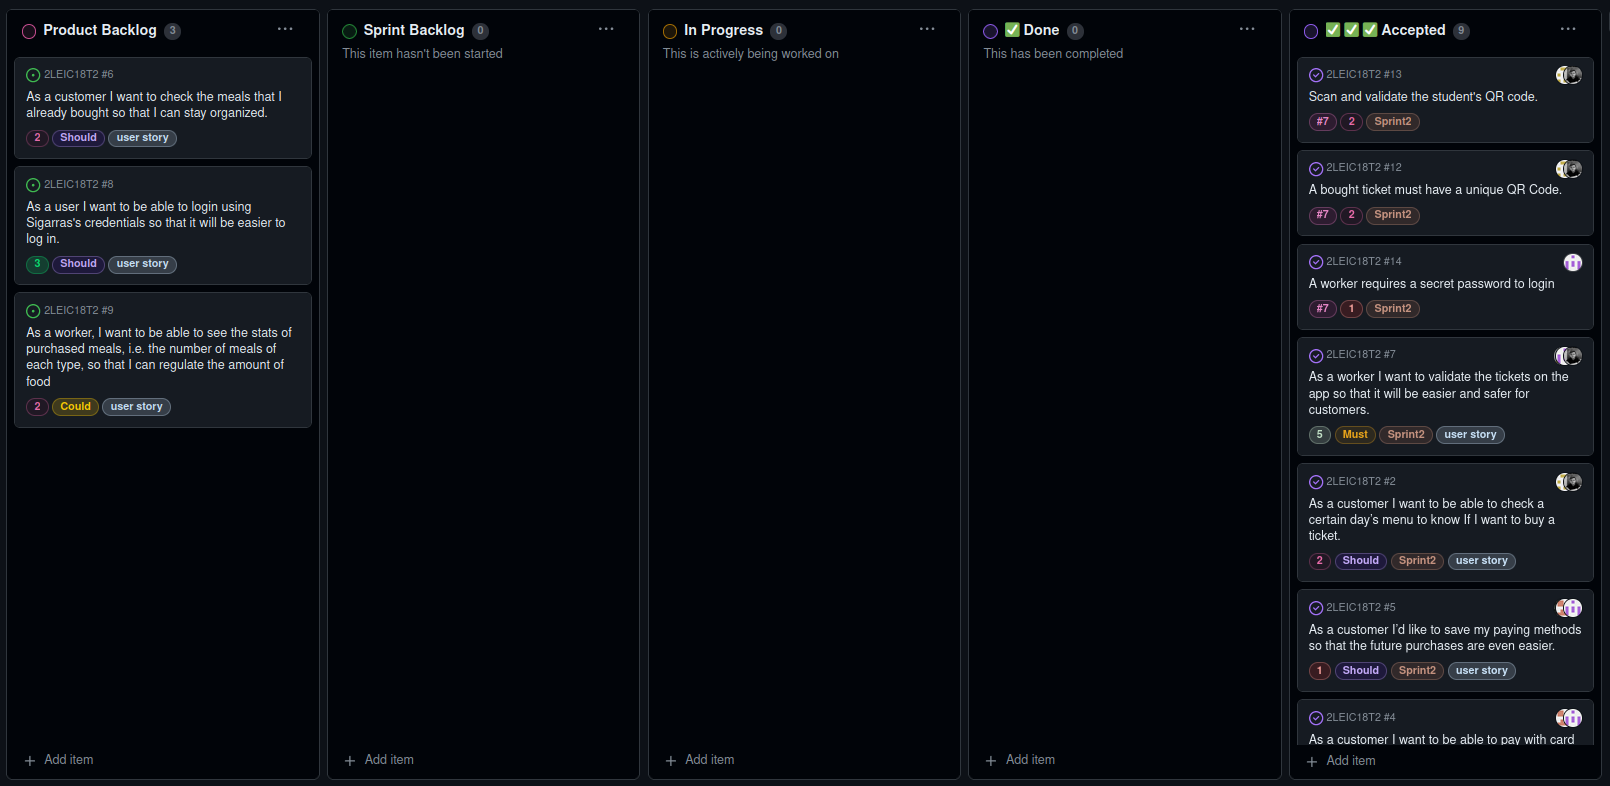 Product Backlog 3
2LEIC18T2 #6
As a customer I want to check the meals that I
already bought so that I can stay organized.
2 Should user story
2LEIC18T2 #8
As a user I want to be able to login using
Sigarras's credentials so that it will be easier to
log in.
3 Should user story
2LEIC18T2 #9
As a worker, I want to be able to see the stats of
purchased meals, i.e. the number of meals of
each type, so that I can regulate the amount of
food
2 Could user story
+ Add item
Sprint Backlog 0
This item hasn't been started
+ Add item
In Progress 0
This is actively being worked on
+ Add item
✅ Done 0
This has been completed
+ Add item
✅ ✅ ✅ Accepted 9
2LEIC18T2 #13
Scan and validate the student's QR code.
#7 2 Sprint2
2LEIC18T2 #12
A bought ticket must have a unique QR Code.
#7 2 Sprint2
2LEIC18T2 #14
A worker requires a secret password to login
#7 1 Sprint2
2LEIC18T2 #7
As a worker I want to validate the tickets on the
app so that it will be easier and safer for
customers.
5 Must Sprint2 user story
2LEIC18T2 #2
As a customer I want to be able to check a
certain day's menu to know If I want to buy a
ticket.
2 Should Sprint2 user story
2LEIC18T2 #5
As a customer I'd like to save my paying methods
so that the future purchases are even easier.
1 Should Sprint2 user story
2LEIC18T2 #4
As a customer I want to be able to pay with card
+ Add item